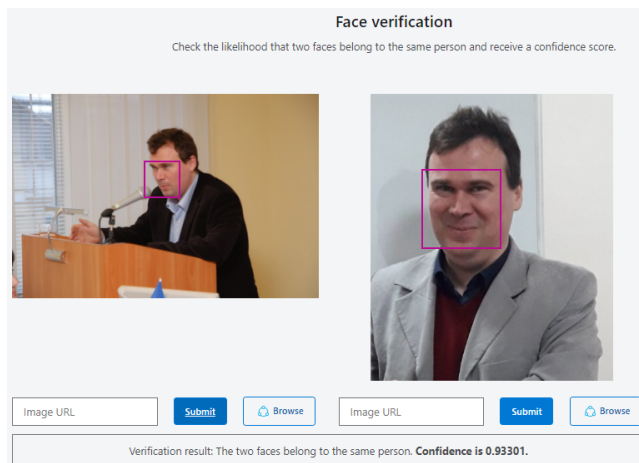 Face verification
Check the likelihood that two faces belong to the same person and receive a confidence score.
Image URL
Submit
Browse
Image URL
Submit
Browse
Verification result: The two faces belong to the same person. Confidence is 0.93301.